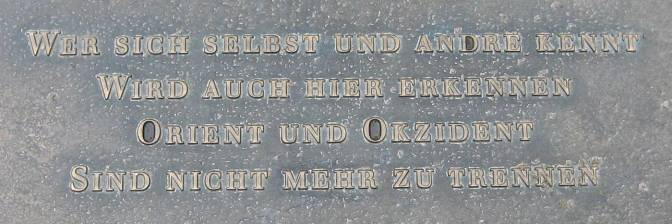 Wer sich selbst und andre kennt
Wird auch hier erkennen
Orient und Okzident
Sind nicht mehr zu trennen